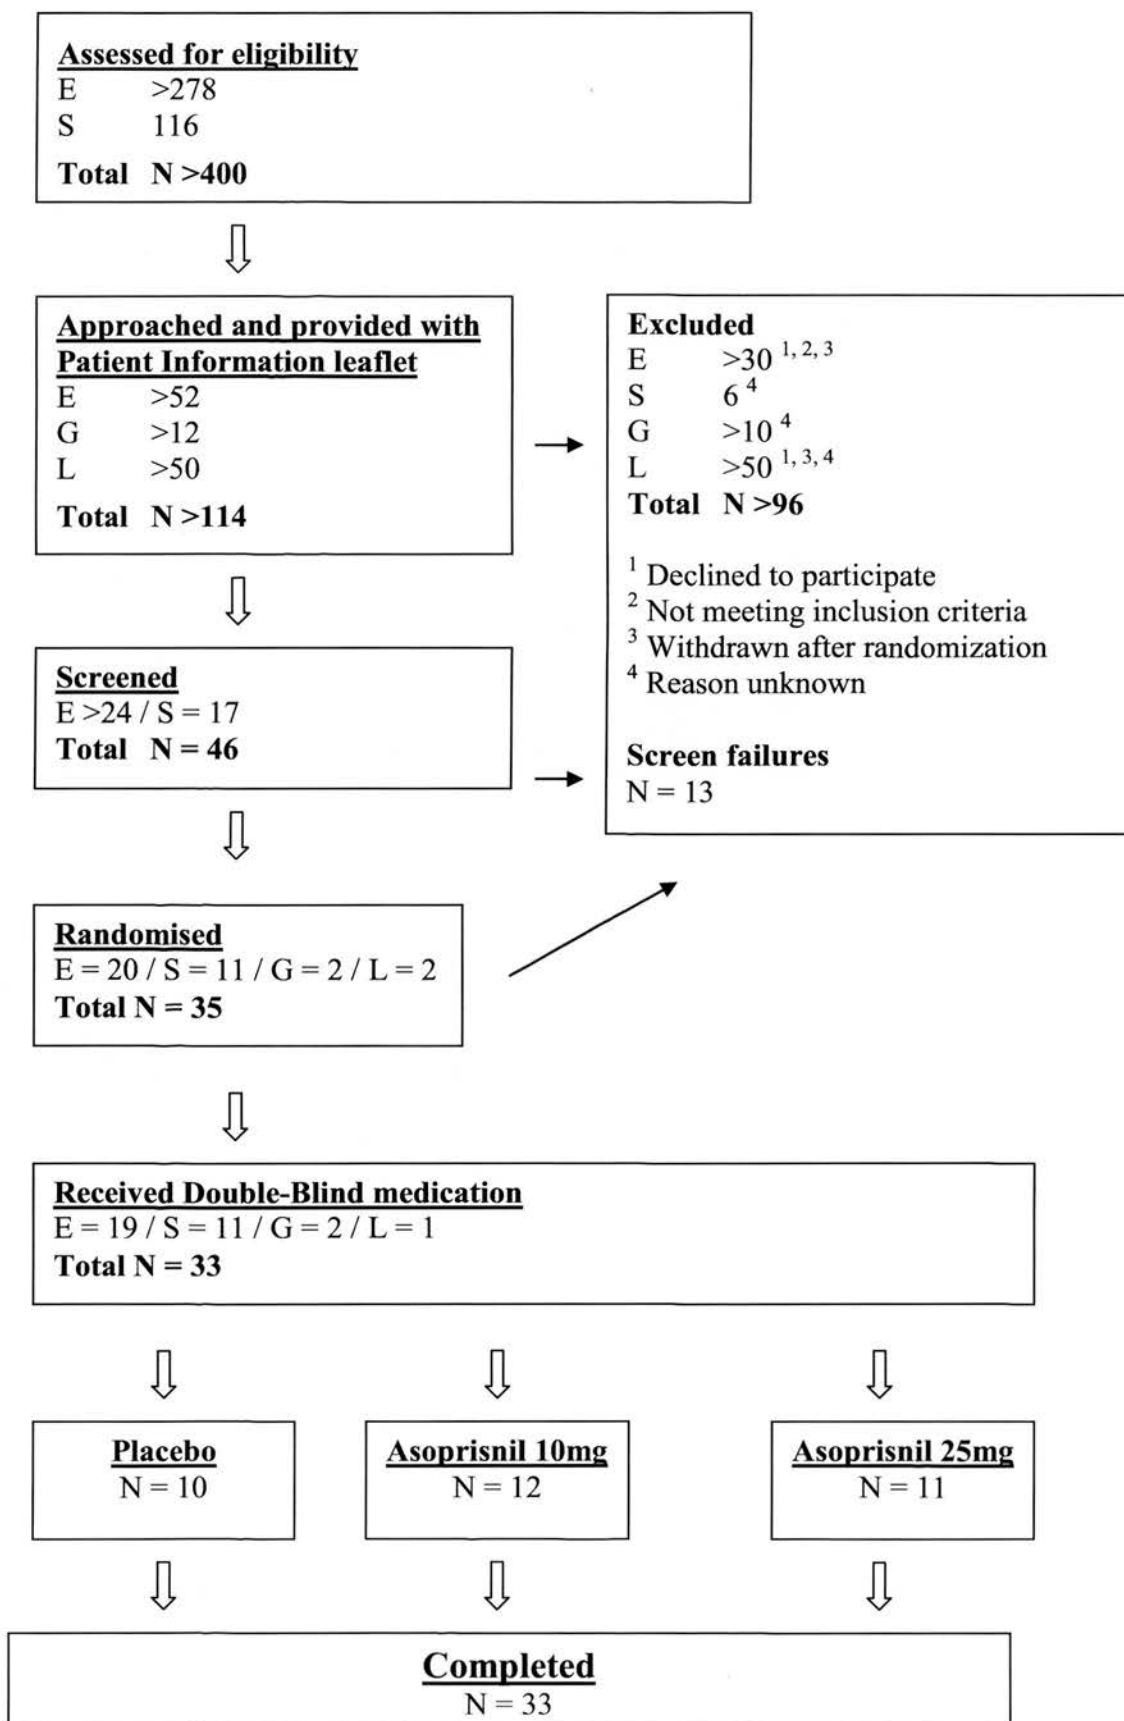 Assessed for eligibility
E >278
S 116
Total N >400
Approached and provided with
Patient Information leaflet
E >52
G >12
L >50
Total N >114
Excluded
E >30 1, 2, 3
S 6 4
G >10 4
L >50 1, 3, 4
Total N >96
1 Declined to participate
2 Not meeting inclusion criteria
3 Withdrawn after randomization
4 Reason unknown
Screen failures
N = 13
Screened
E >24 / S = 17
Total N = 46
Randomised
E = 20 / S = 11 / G = 2 / L = 2
Total N = 35
Received Double-Blind medication
E = 19 / S = 11 / G = 2 / L = 1
Total N = 33
Placebo
N = 10
Asoprisnil 10mg
N = 12
Asoprisnil 25mg
N = 11
Completed
N = 33